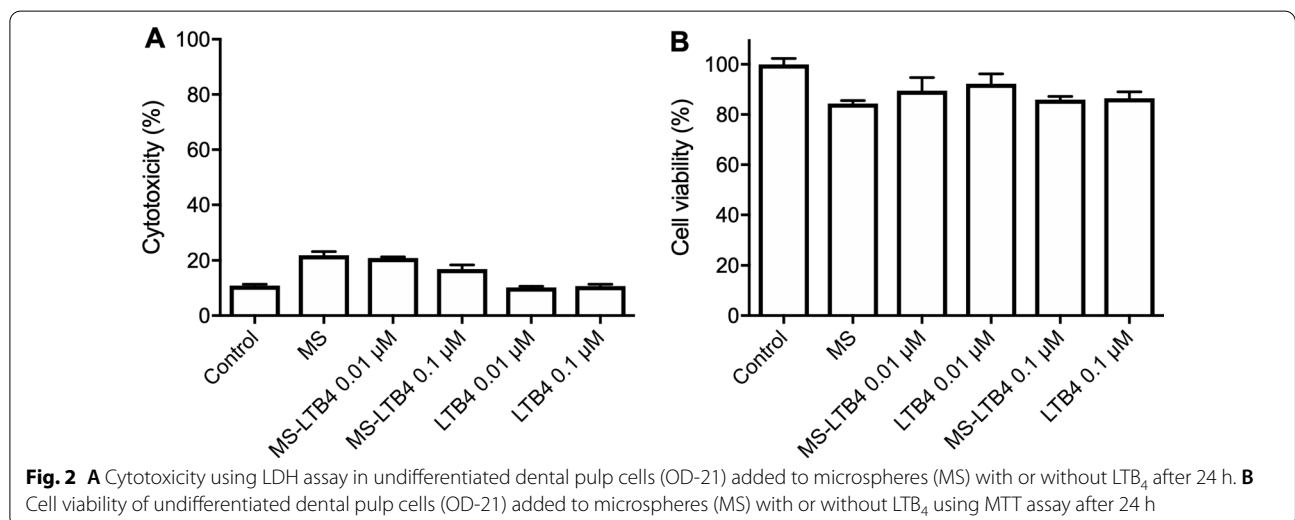 A
100
80
60
40
20
0
Cytotoxicity (%)
Control
MS
MS-LTB4 0.01 µM
MS-LTB4 0.1 µM
LTB4 0.01 µM
LTB4 0.1 µM
B
100
80
60
40
20
0
Cell viability (%)
Control
MS
MS-LTB4 0.01 µM
LTB4 0.01 µM
MS-LTB4 0.1 µM
LTB4 0.1 µM
Fig. 2 A Cytotoxicity using LDH assay in undifferentiated dental pulp cells (OD-21) added to microspheres (MS) with or without LTB₄ after 24 h. B
Cell viability of undifferentiated dental pulp cells (OD-21) added to microspheres (MS) with or without LTB₄ using MTT assay after 24 h